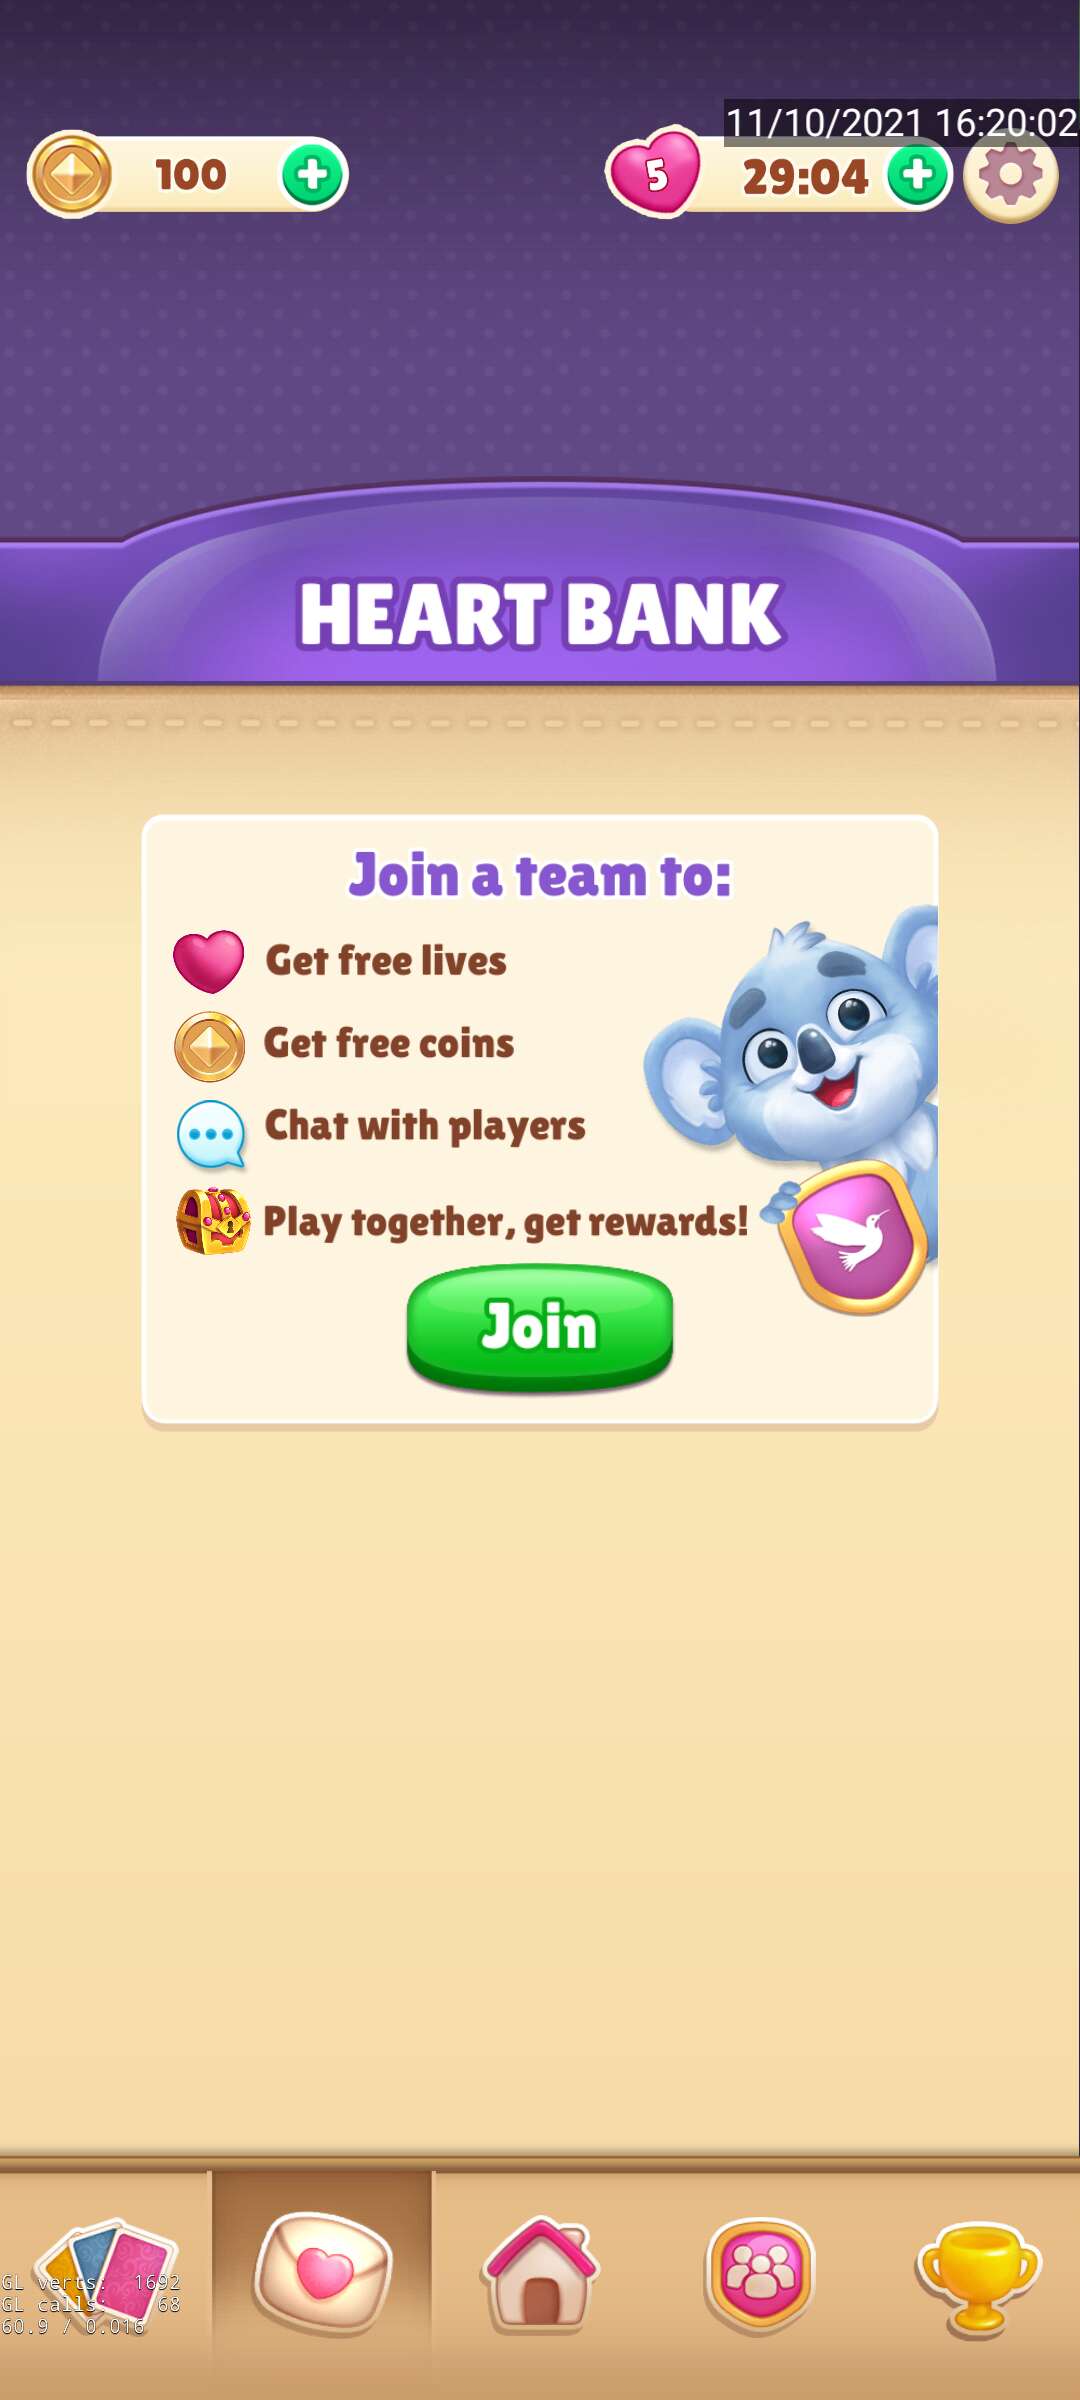 11/10/2021 16:20:02
100
5
29:04
HEART BANK
Join a team to:
Get free lives
Get free coins
Chat with players
Play together, get rewards!
Join
GL verts: 1692
GL calls: 68
60.9 / 0.016